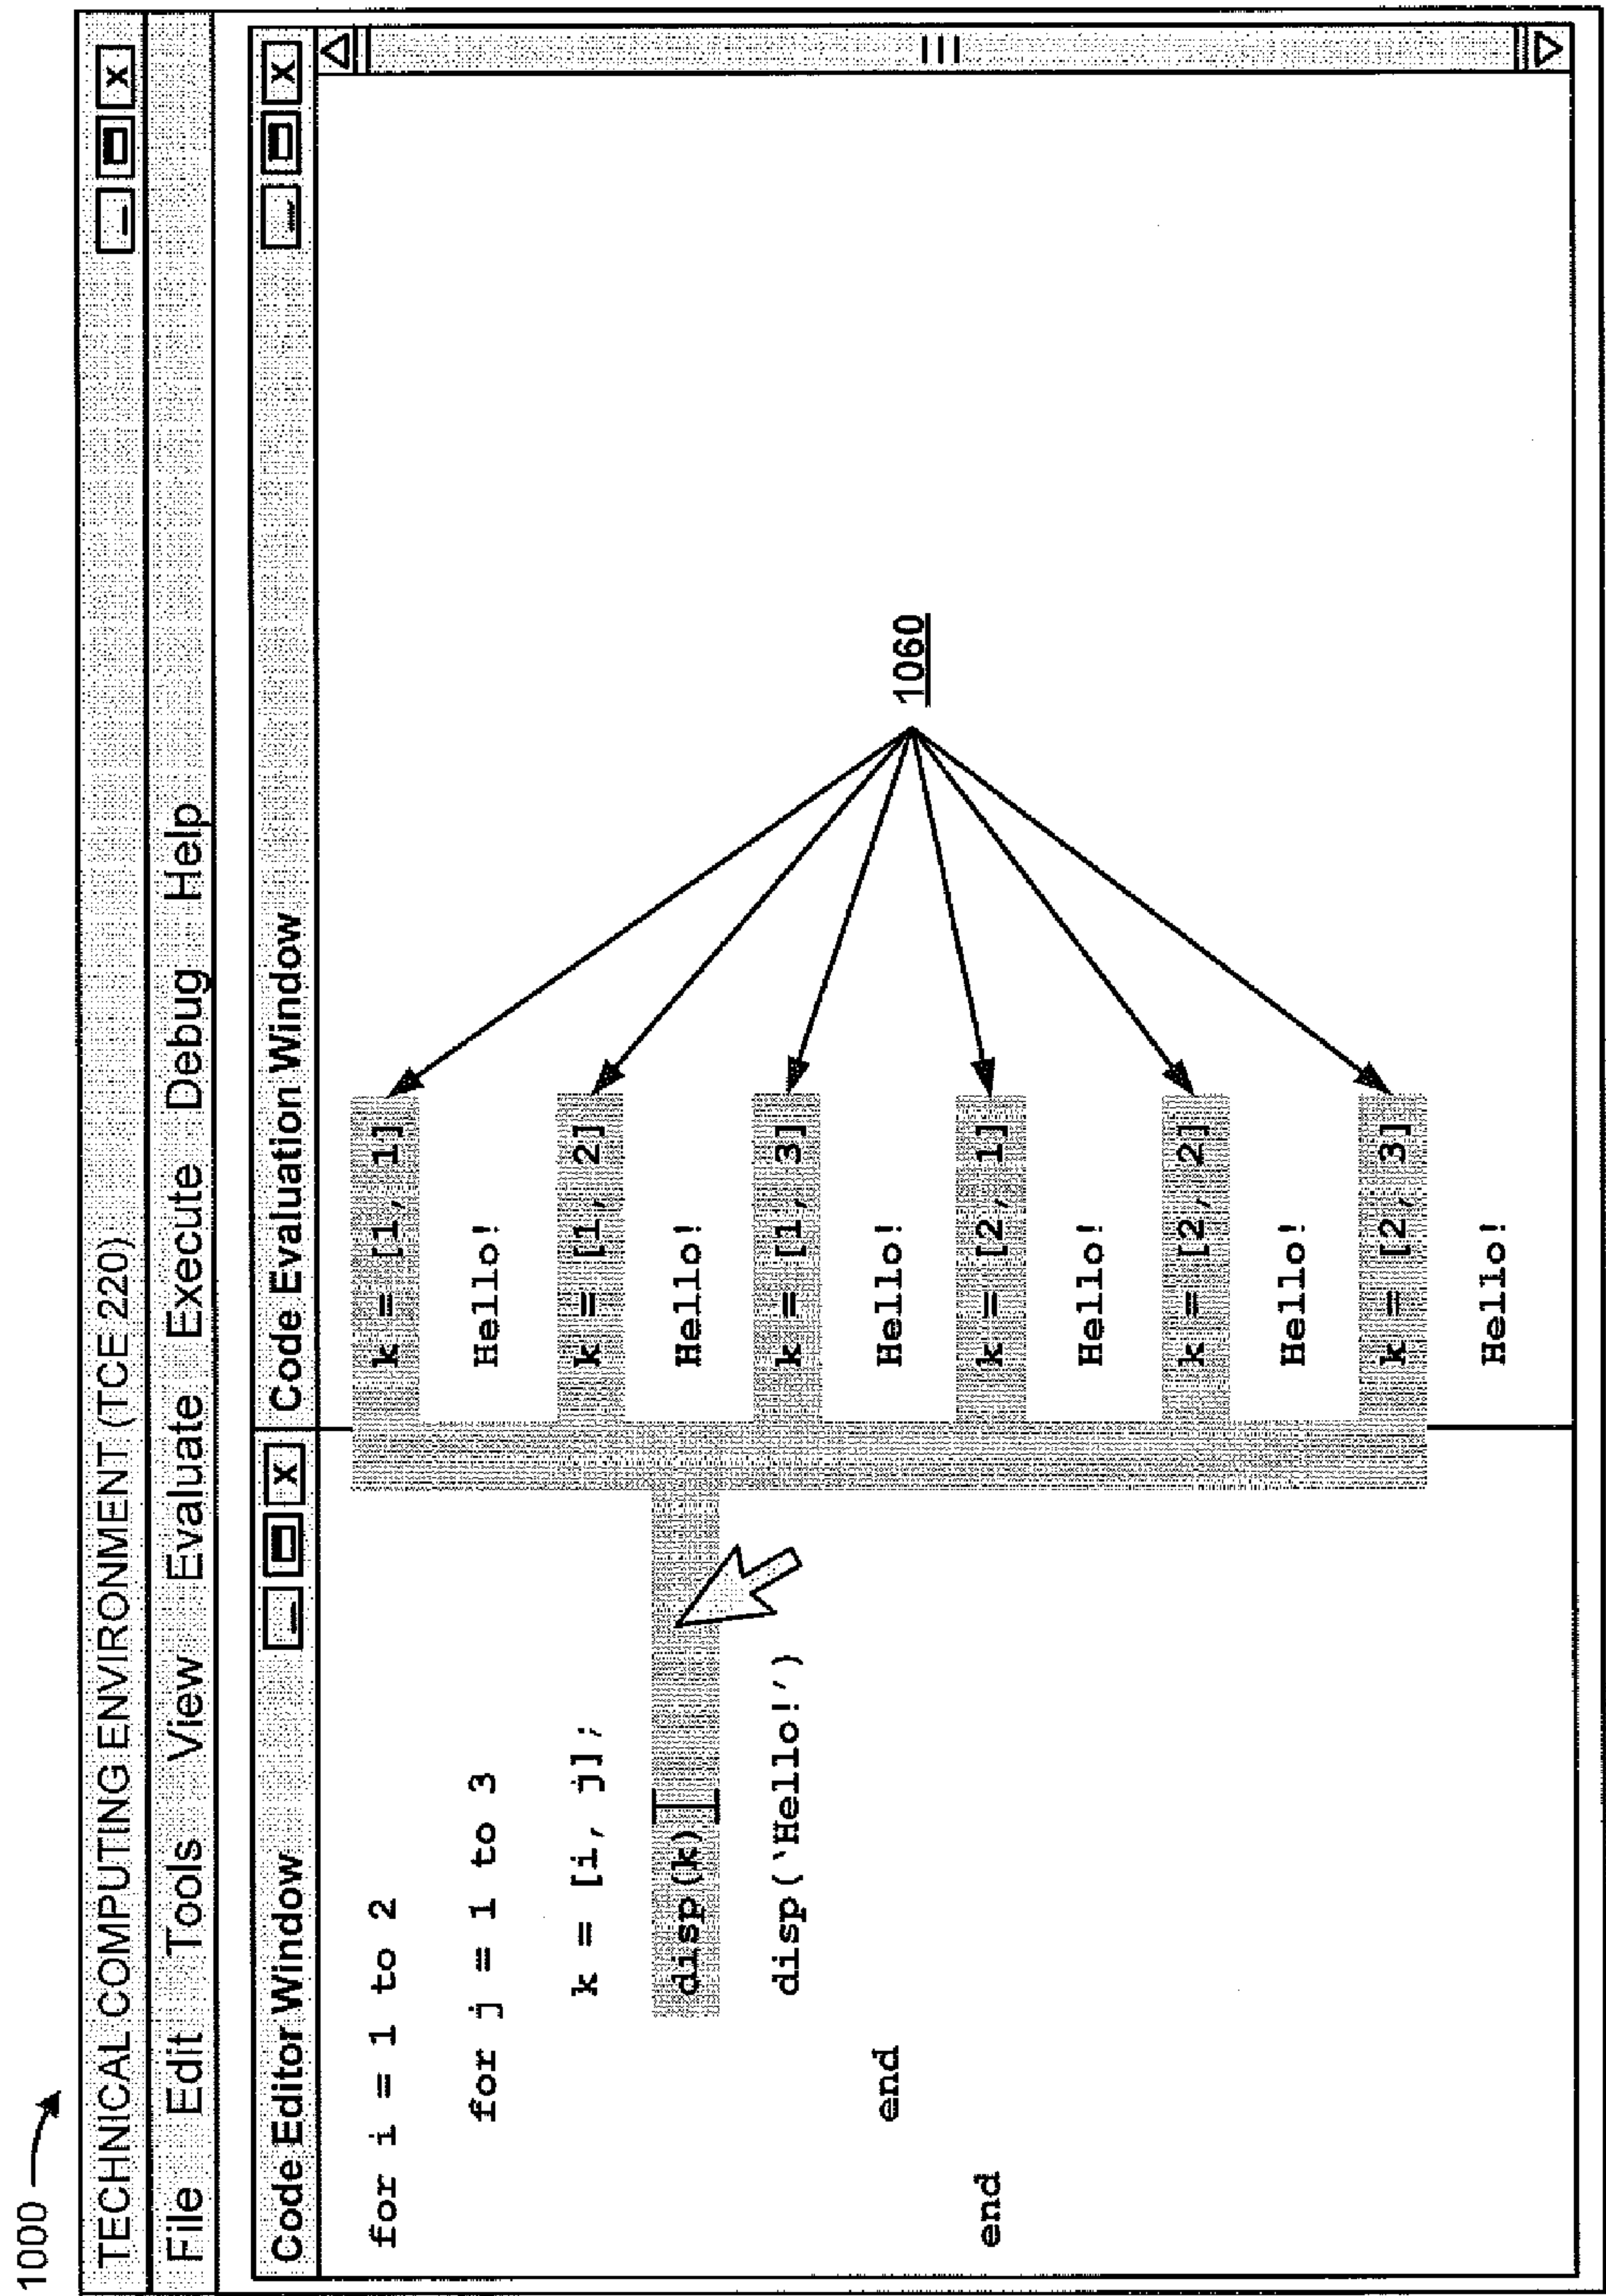 1000
TECHNICAL COMPUTING ENVIRONMENT (TCE 220)
File Edit Tools View Evaluate Execute Debug Help
Code Editor Window
for i = 1 to 2
for j = 1 to 3
k = [i, j];
disp(k)
disp(‘Hello!’)
end
end
Code Evaluation Window
k = [1, 1]
Hello!
k = [1, 2]
Hello!
k = [1, 3]
Hello!
k = [2, 1]
Hello!
k = [2, 2]
Hello!
k = [2, 3]
Hello!
1060